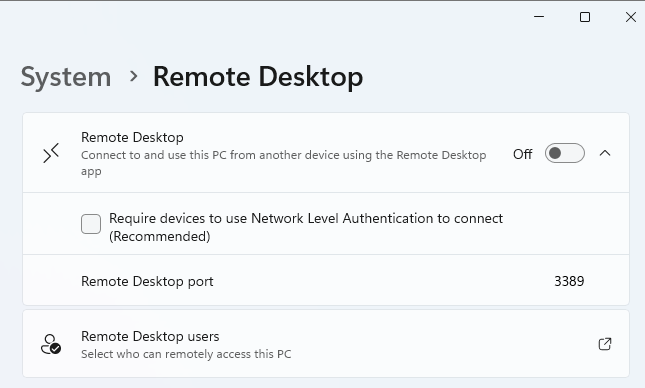 System > Remote Desktop
Remote Desktop
Connect to and use this PC from another device using the Remote Desktop
app
Off
Require devices to use Network Level Authentication to connect
(Recommended)
Remote Desktop port 3389
Remote Desktop users
Select who can remotely access this PC